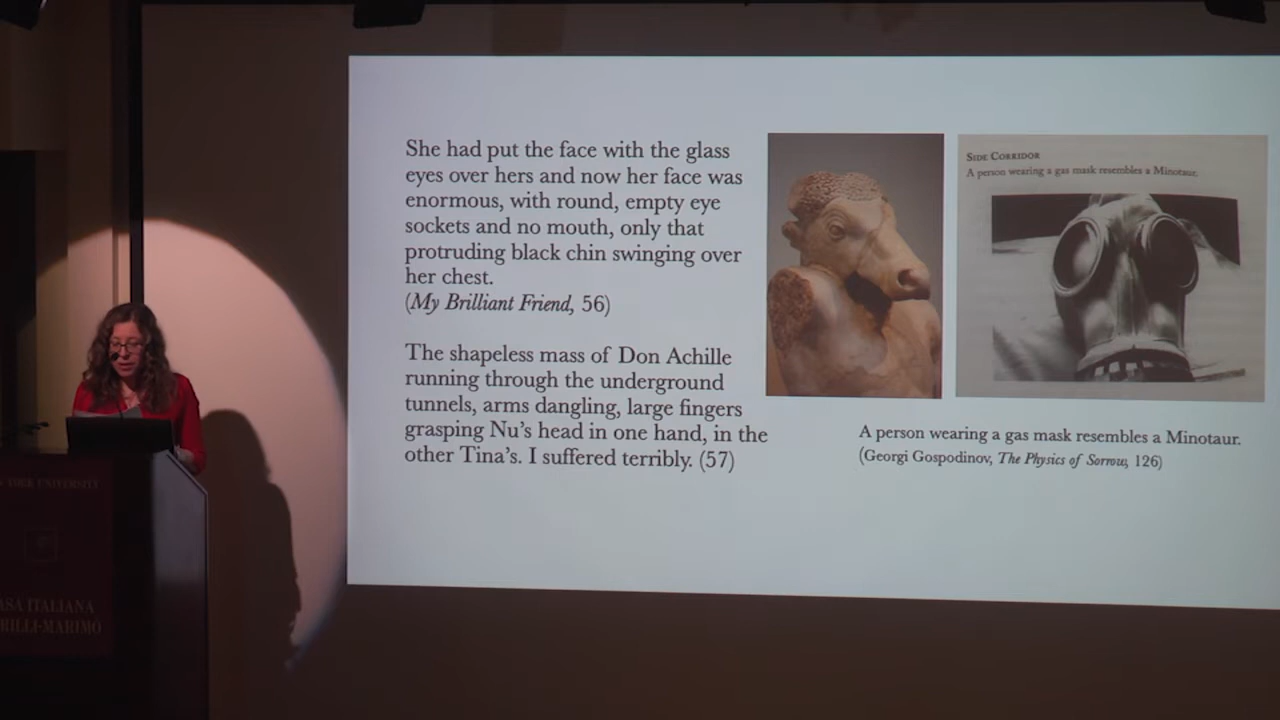 She had put the face with the glass
eyes over hers and now her face was
enormous, with round, empty eye
sockets and no mouth, only that
protruding black chin swinging over
her chest.
(My Brilliant Friend, 56)
The shapeless mass of Don Achille
running through the underground
tunnels, arms dangling, large fingers
grasping Nu's head in one hand, in the
other Tina's. I suffered terribly. (57)
SIDE CORRIDOR
A person wearing a gas mask resembles a Minotaur.
A person wearing a gas mask resembles a Minotaur.
(Georgi Gospodinov, The Physics of Sorrow, 126)
YORK UNIVERSITY
ASA ITALIANA
RILLI-MARIMÒ